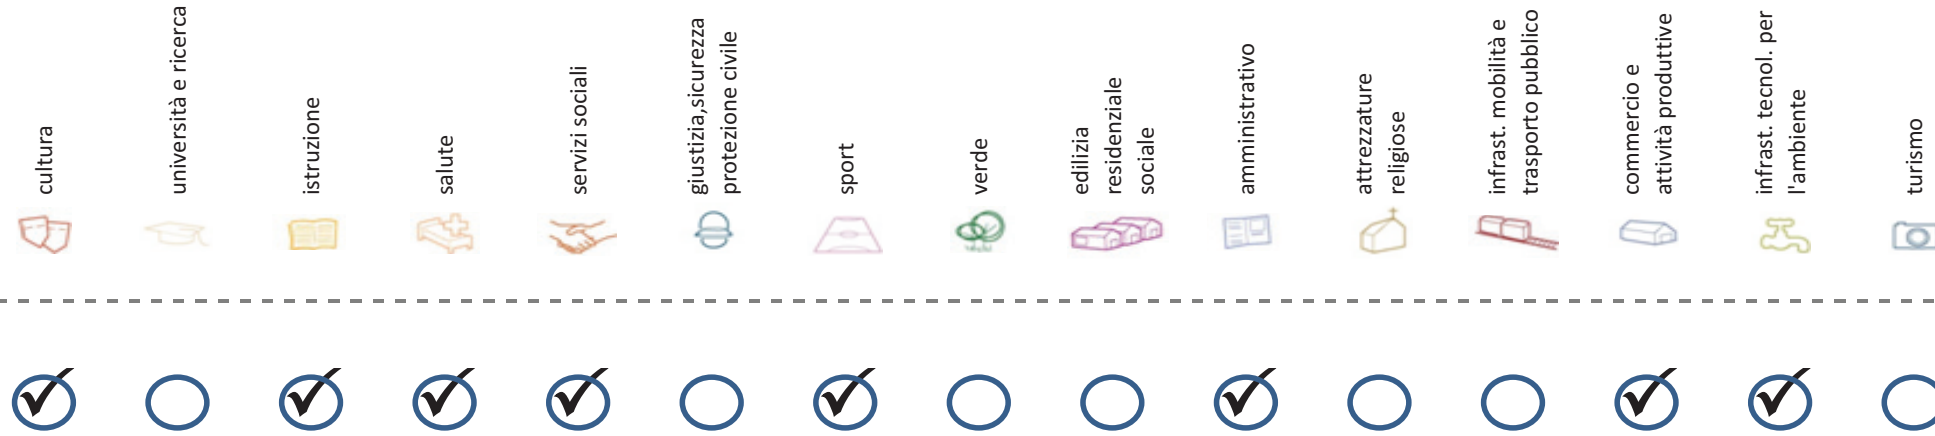 cultura
università e ricerca
istruzione
salute
servizi sociali
giustizia,sicurezza
protezione civile
sport
verde
edilizia
residenziale
sociale
amministrativo
attrezzature
religiose
infrast. mobilità e
trasporto pubblico
commercio e
attività produttive
infrast. tecnol. per
l'ambiente
turismo